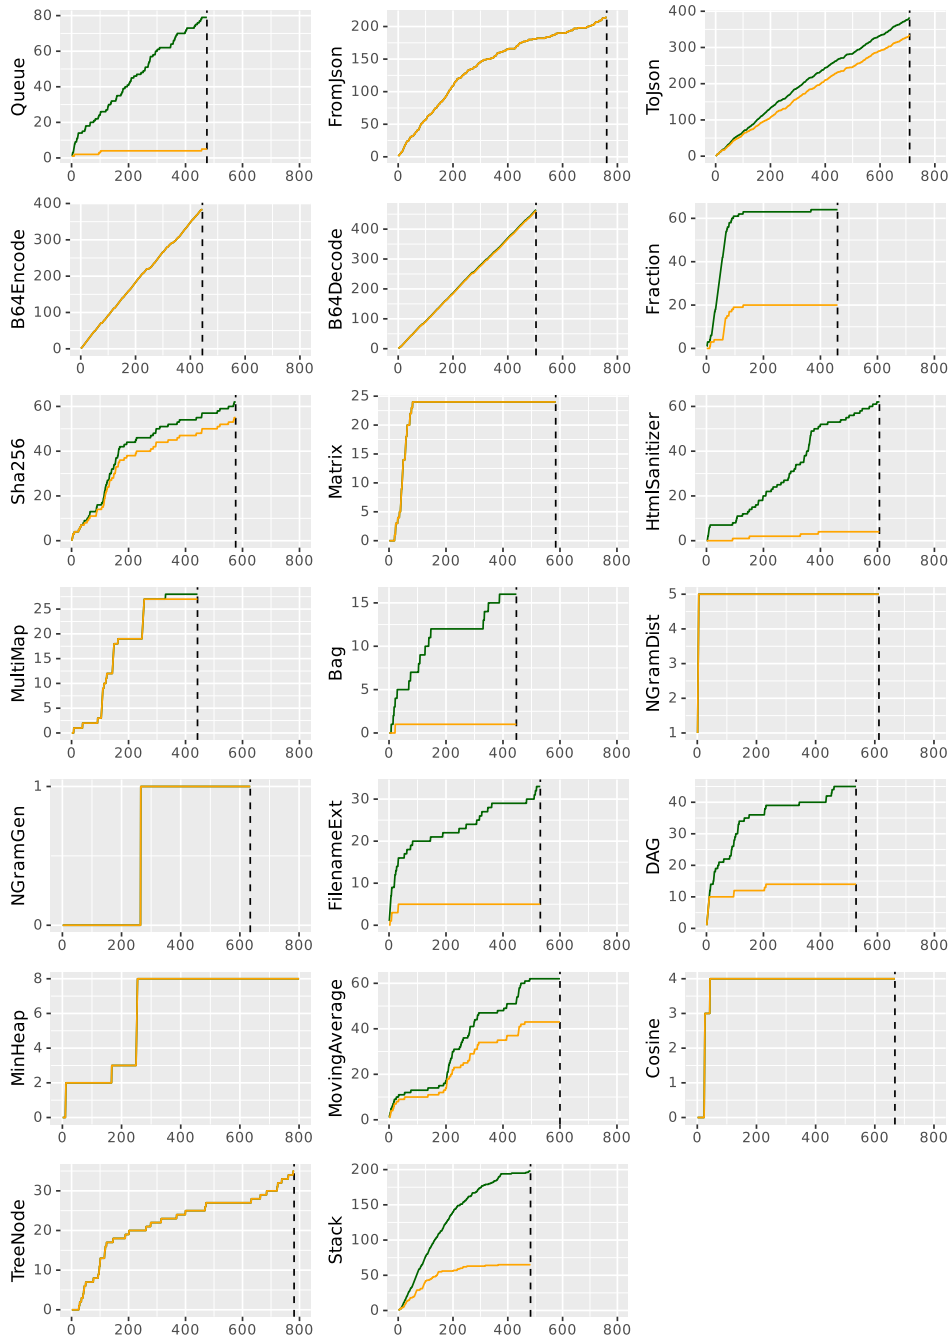 Queue
80
60
40
20
0
0 200 400 600 800
FromJson
200
150
100
50
0
0 200 400 600 800
ToJson
400
300
200
100
0
0 200 400 600 800
B64Encode
400
300
200
100
0
0 200 400 600 800
B64Decode
400
300
200
100
0
0 200 400 600 800
Fraction
60
40
20
0
0 200 400 600 800
Sha256
60
40
20
0
0 200 400 600 800
Matrix
25
20
15
10
5
0
0 200 400 600 800
HtmlSanitizer
60
40
20
0
0 200 400 600 800
MultiMap
25
20
15
10
5
0
0 200 400 600 800
Bag
15
10
5
0
0 200 400 600 800
NGramDist
5
4
3
2
1
0 200 400 600 800
NGramGen
1
0
0 200 400 600 800
FilenameExt
30
20
10
0
0 200 400 600 800
DAG
40
30
20
10
0
0 200 400 600 800
MinHeap
8
6
4
2
0
0 200 400 600 800
MovingAverage
60
40
20
0
0 200 400 600 800
Cosine
4
3
2
1
0
0 200 400 600 800
TreeNode
30
20
10
0
0 200 400 600 800
Stack
200
150
100
50
0
0 200 400 600 800